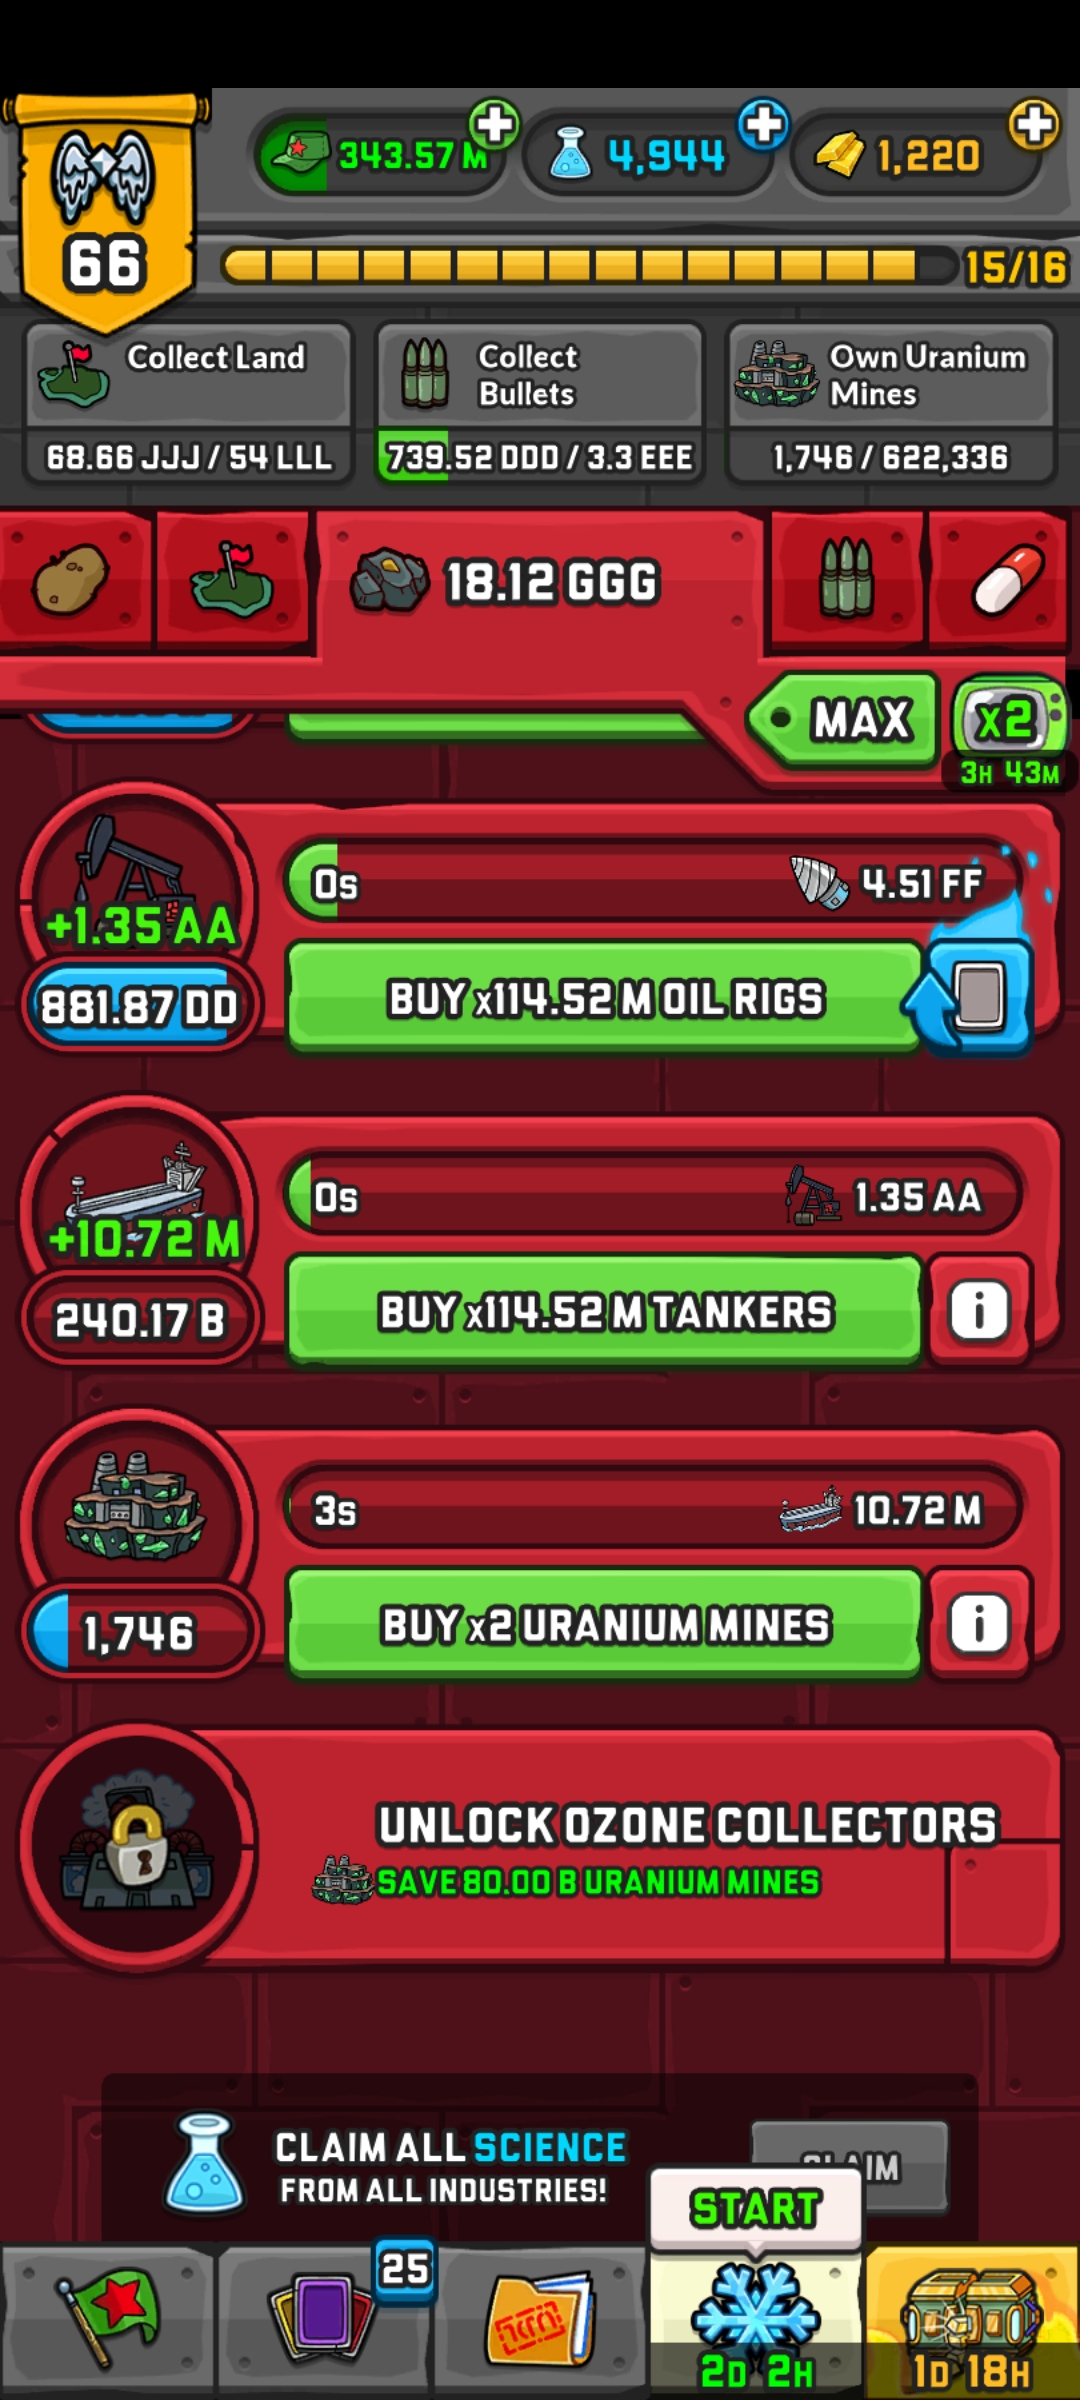 66
343.57 M
4,944
1,220
15/16
Collect Land
68.66 JJJ / 54 LLL
Collect
Bullets
739.52 DDD / 3.3 EEE
Own Uranium
Mines
1,746 / 622,336
18.12 GGG
MAX
x2
3H 43M
+1.35 AA
881.87 DD
0s
4.51 FF
BUY x114.52 M OIL RIGS
+10.72 M
240.17 B
0s
1.35 AA
BUY x114.52 M TANKERS
i
1,746
3s
10.72 M
BUY x2 URANIUM MINES
i
UNLOCK OZONE COLLECTORS
SAVE 80.00 B URANIUM MINES
CLAIM ALL SCIENCE
FROM ALL INDUSTRIES!
CLAIM
START
25
2D 2H
1D 18H